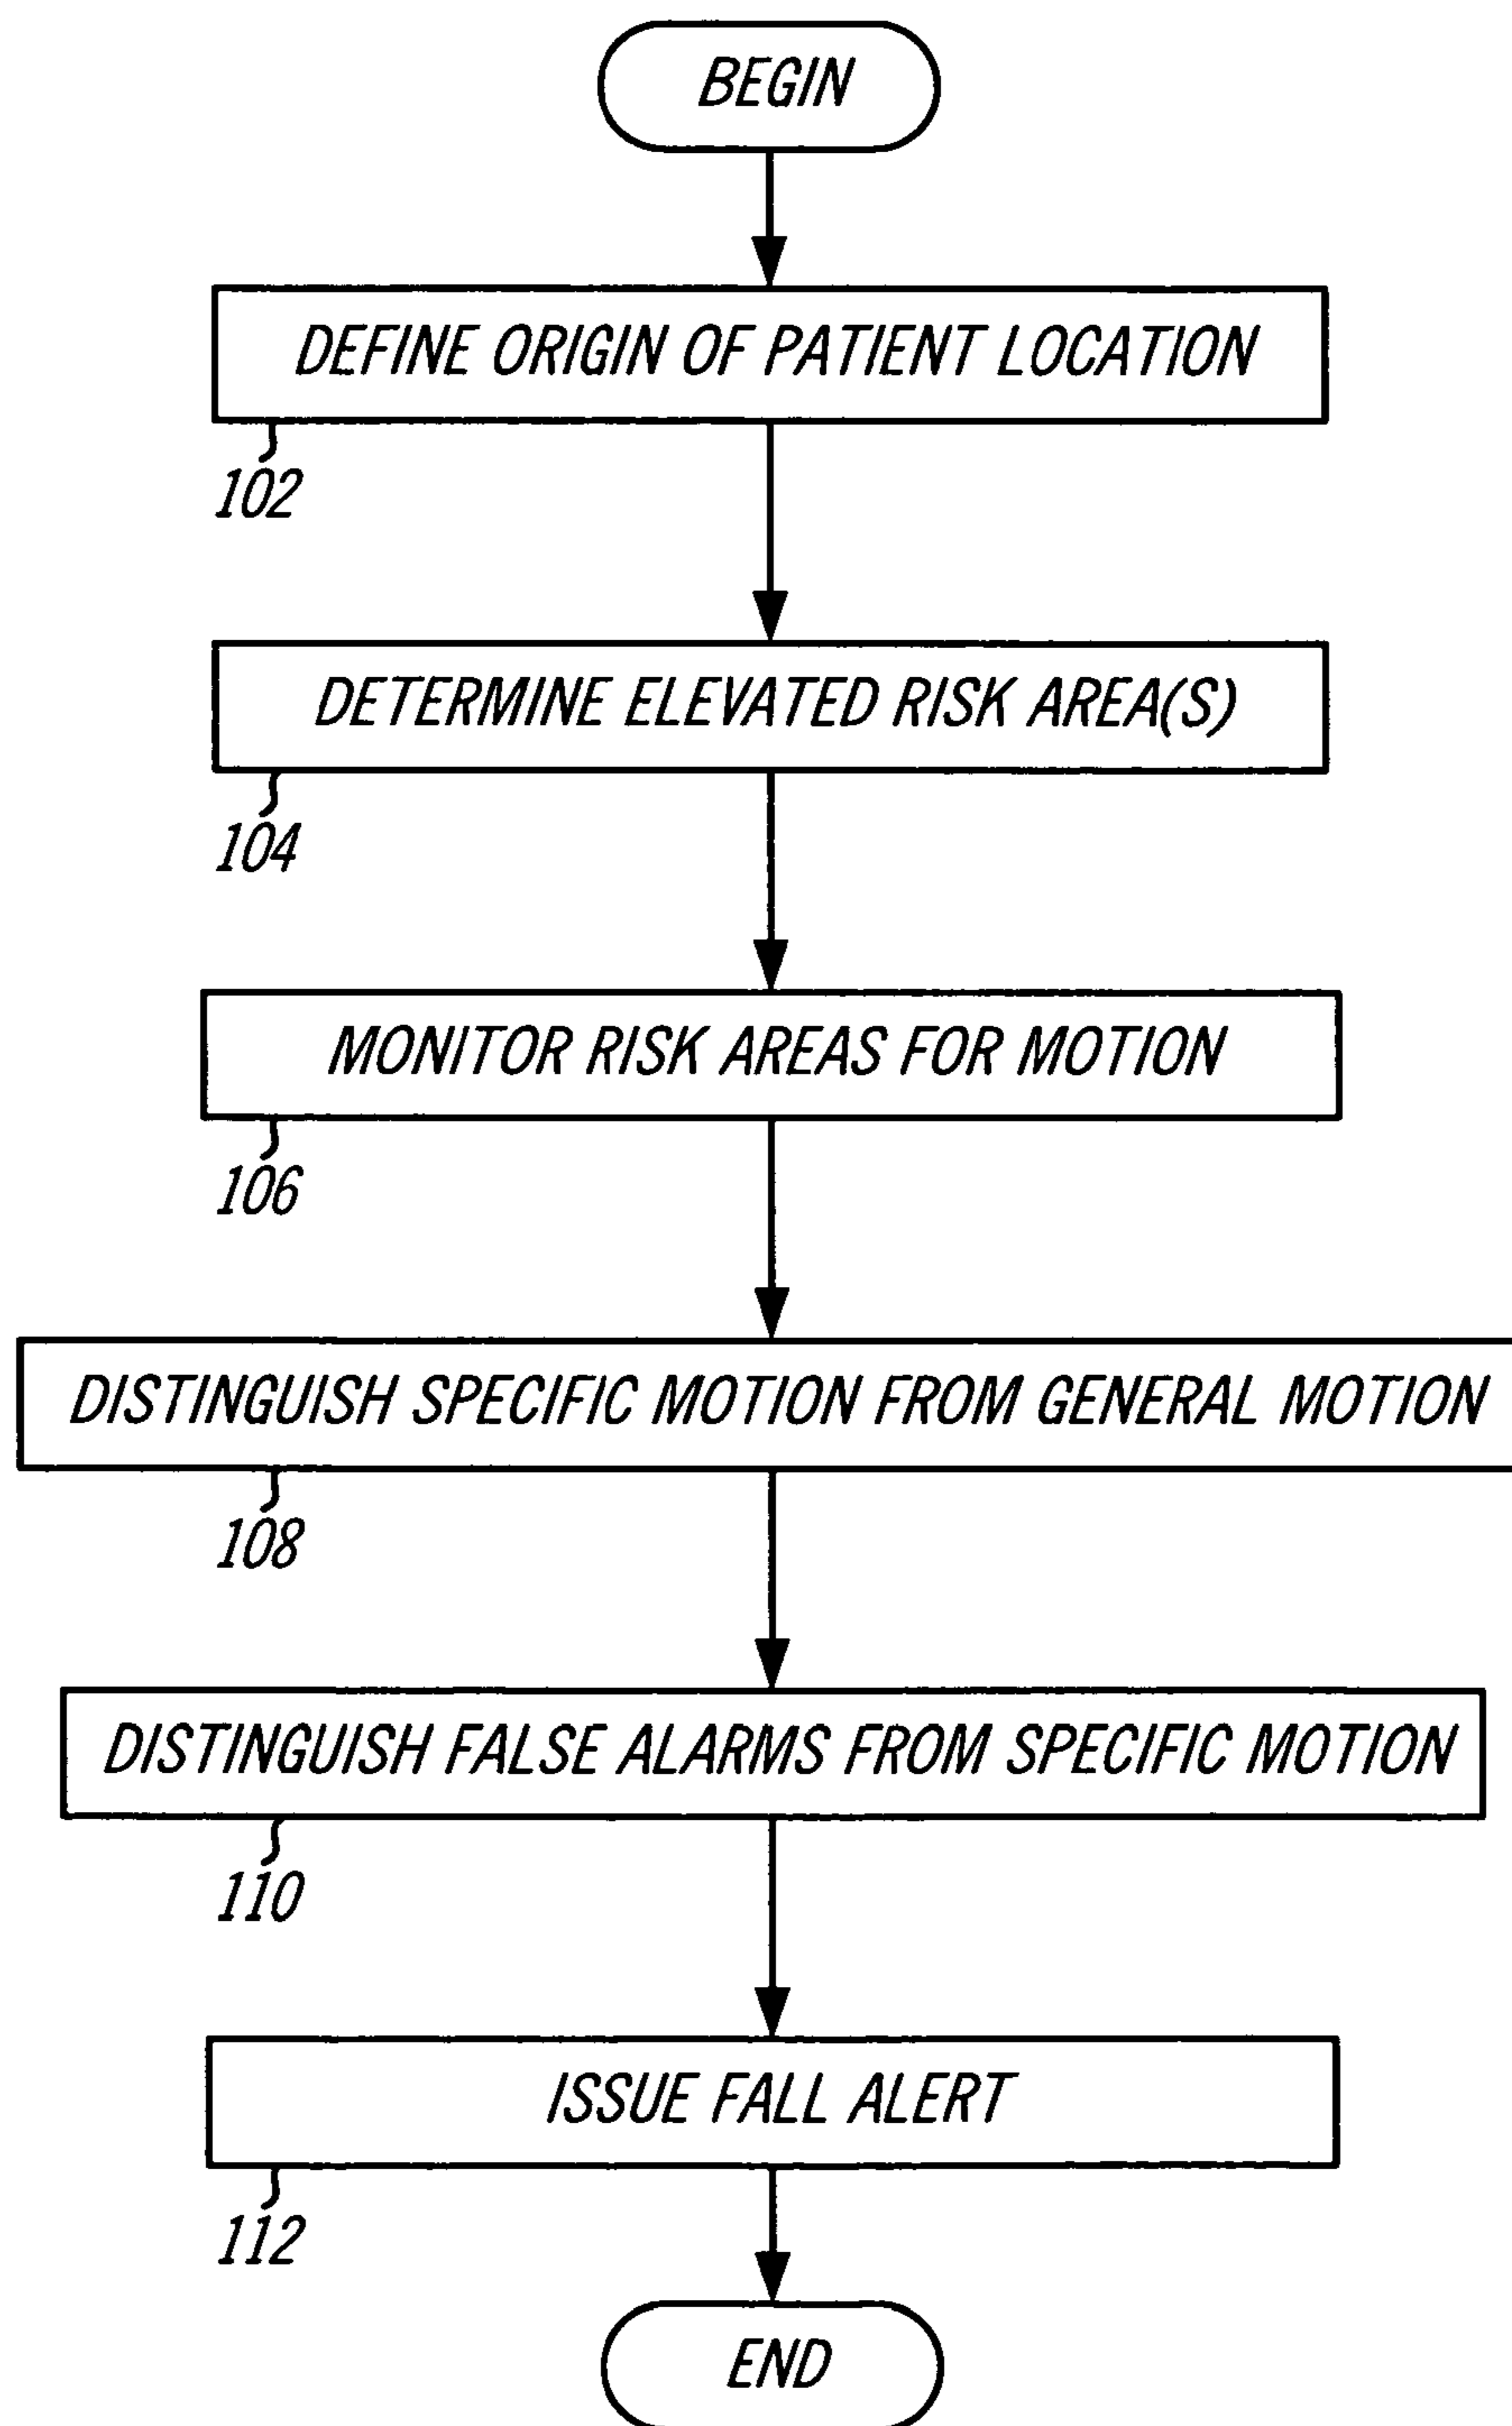 BEGIN
DEFINE ORIGIN OF PATIENT LOCATION
102
DETERMINE ELEVATED RISK AREA(S)
104
MONITOR RISK AREAS FOR MOTION
106
DISTINGUISH SPECIFIC MOTION FROM GENERAL MOTION
108
DISTINGUISH FALSE ALARMS FROM SPECIFIC MOTION
110
ISSUE FALL ALERT
112
END